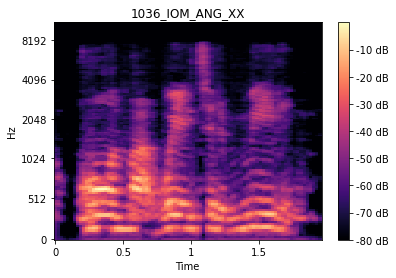 1036_IOM_ANG_XX
8192
4096
2048
1024
512
0
Hz
0
0.5
1
1.5
Time
-10 dB
-20 dB
-30 dB
-40 dB
-50 dB
-60 dB
-70 dB
-80 dB